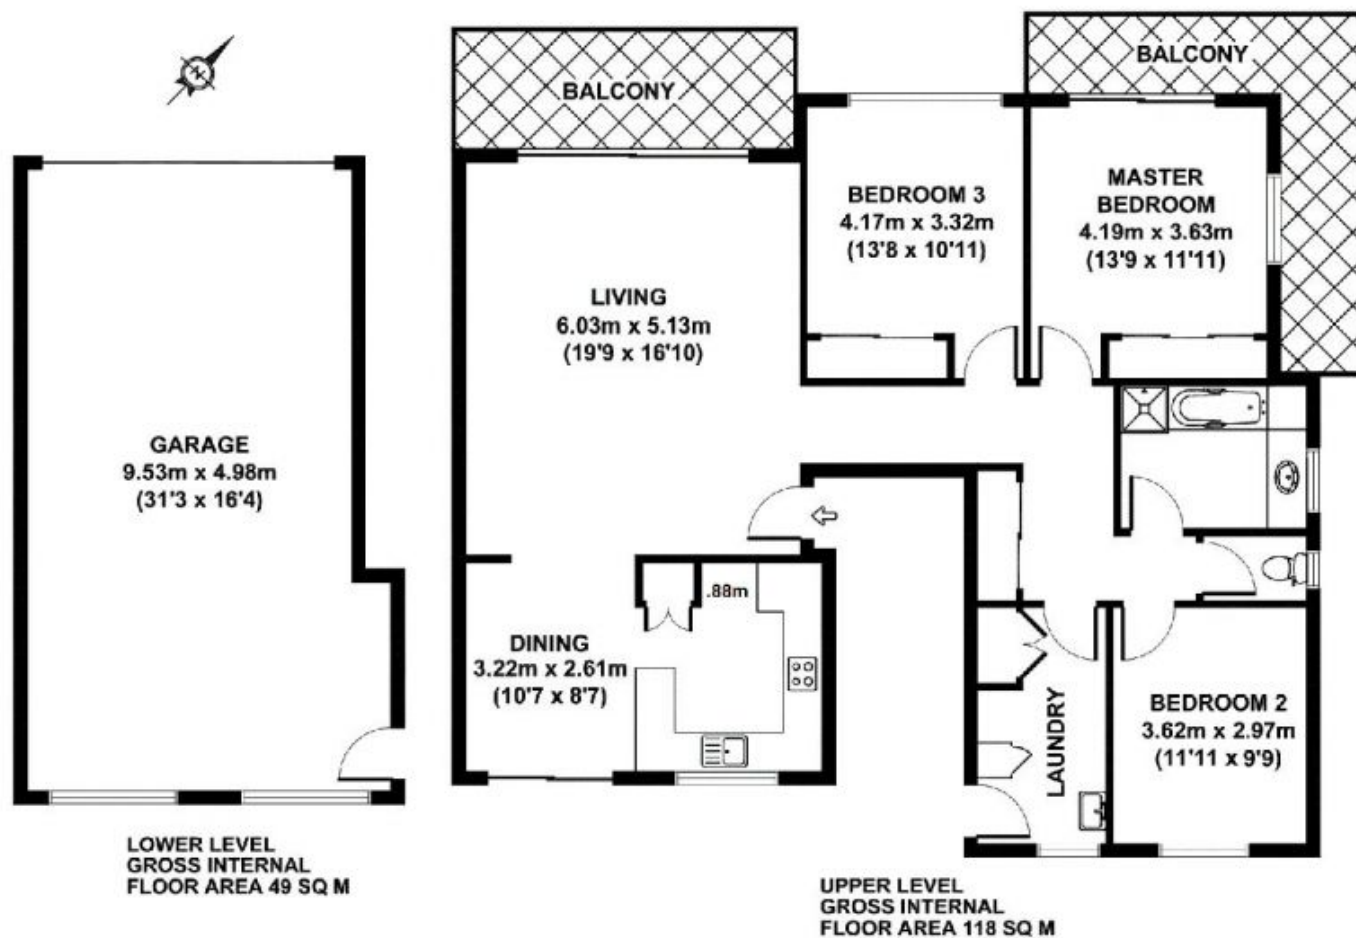 N
BALCONY
BALCONY
BEDROOM 3
4.17m x 3.32m
(13'8 x 10'11)
MASTER
BEDROOM
4.19m x 3.63m
(13'9 x 11'11)
LIVING
6.03m x 5.13m
(19'9 x 16'10)
GARAGE
9.53m x 4.98m
(31'3 x 16'4)
.88m
DINING
3.22m x 2.61m
(10'7 x 8'7)
LAUNDRY
BEDROOM 2
3.62m x 2.97m
(11'11 x 9'9)
LOWER LEVEL
GROSS INTERNAL
FLOOR AREA 49 SQ M
UPPER LEVEL
GROSS INTERNAL
FLOOR AREA 118 SQ M